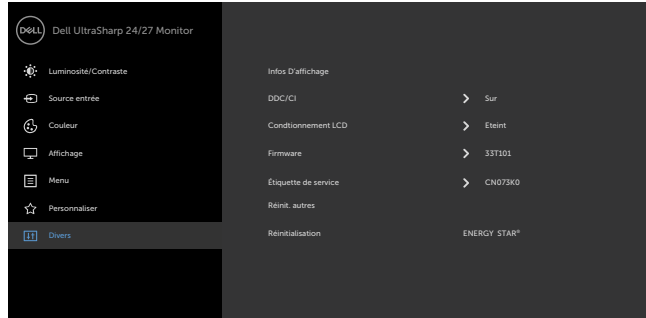 DELL
Dell UltraSharp 24/27 Monitor
Luminosité/Contraste
Source entrée
Couleur
Affichage
Menu
Personnaliser
Divers
Infos D'affichage
DDC/CI
Sur
Condtionnement LCD
Eteint
Firmware
33T101
Étiquette de service
CN073K0
Réinit. autres
Réinitialisation
ENERGY STAR®